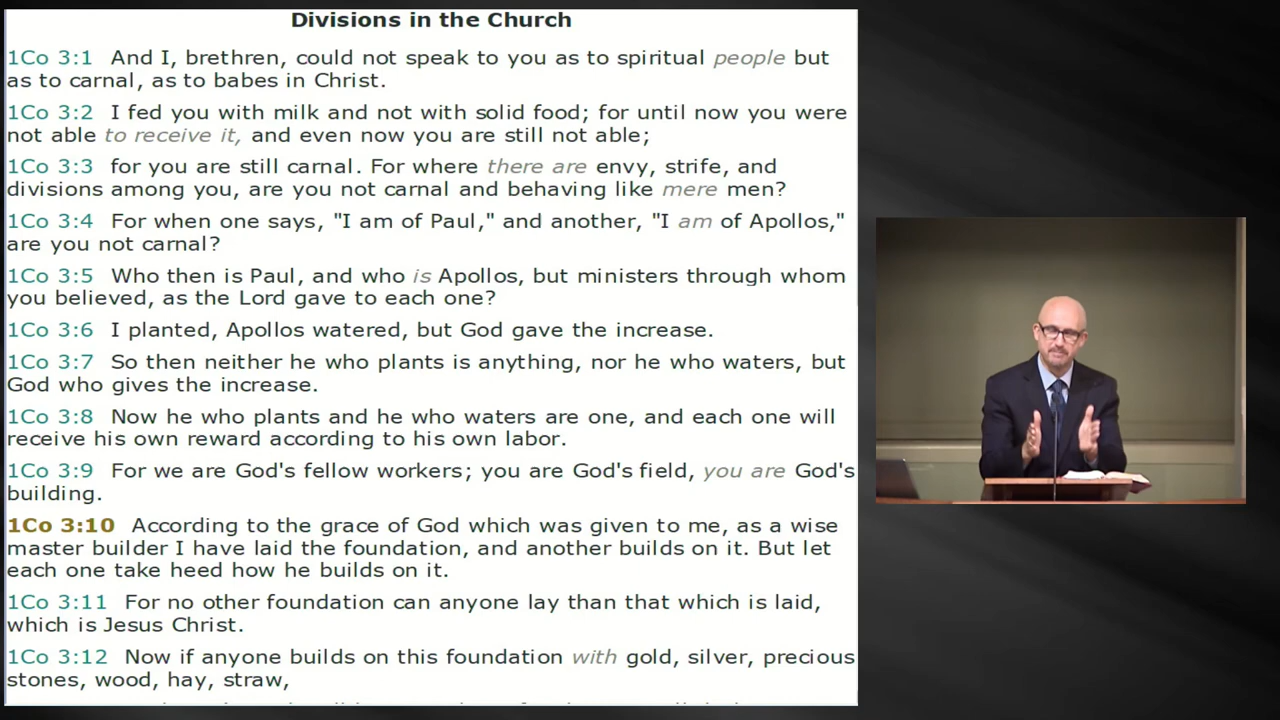 Divisions in the Church
1Co 3:1 And I, brethren, could not speak to you as to spiritual people but
as to carnal, as to babes in Christ.
1Co 3:2 I fed you with milk and not with solid food; for until now you were
not able to receive it, and even now you are still not able;
1Co 3:3 for you are still carnal. For where there are envy, strife, and
divisions among you, are you not carnal and behaving like mere men?
1Co 3:4 For when one says, "I am of Paul," and another, "I am of Apollos,"
are you not carnal?
1Co 3:5 Who then is Paul, and who is Apollos, but ministers through whom
you believed, as the Lord gave to each one?
1Co 3:6 I planted, Apollos watered, but God gave the increase.
1Co 3:7 So then neither he who plants is anything, nor he who waters, but
God who gives the increase.
1Co 3:8 Now he who plants and he who waters are one, and each one will
receive his own reward according to his own labor.
1Co 3:9 For we are God's fellow workers; you are God's field, you are God's
building.
1Co 3:10 According to the grace of God which was given to me, as a wise
master builder I have laid the foundation, and another builds on it. But let
each one take heed how he builds on it.
1Co 3:11 For no other foundation can anyone lay than that which is laid,
which is Jesus Christ.
1Co 3:12 Now if anyone builds on this foundation with gold, silver, precious
stones, wood, hay, straw,